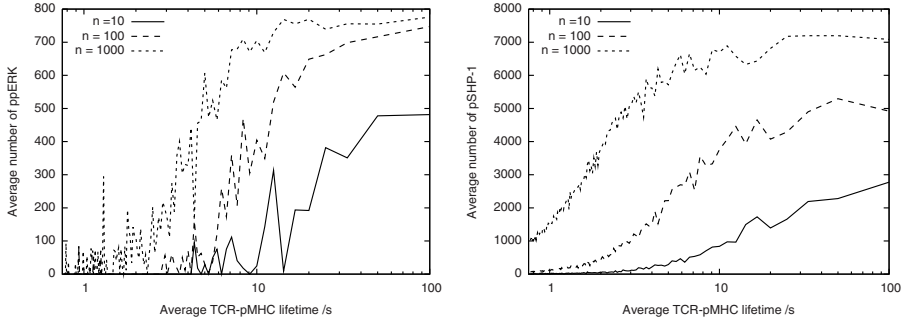 800
700
600
500
400
300
200
100
0
Average number of ppERK
n =10
n = 100
n = 1000
1
10
100
Average TCR-pMHC lifetime /s
8000
7000
6000
5000
4000
3000
2000
1000
0
Average number of pSHP-1
n =10
n = 100
n = 1000
1
10
100
Average TCR-pMHC lifetime /s